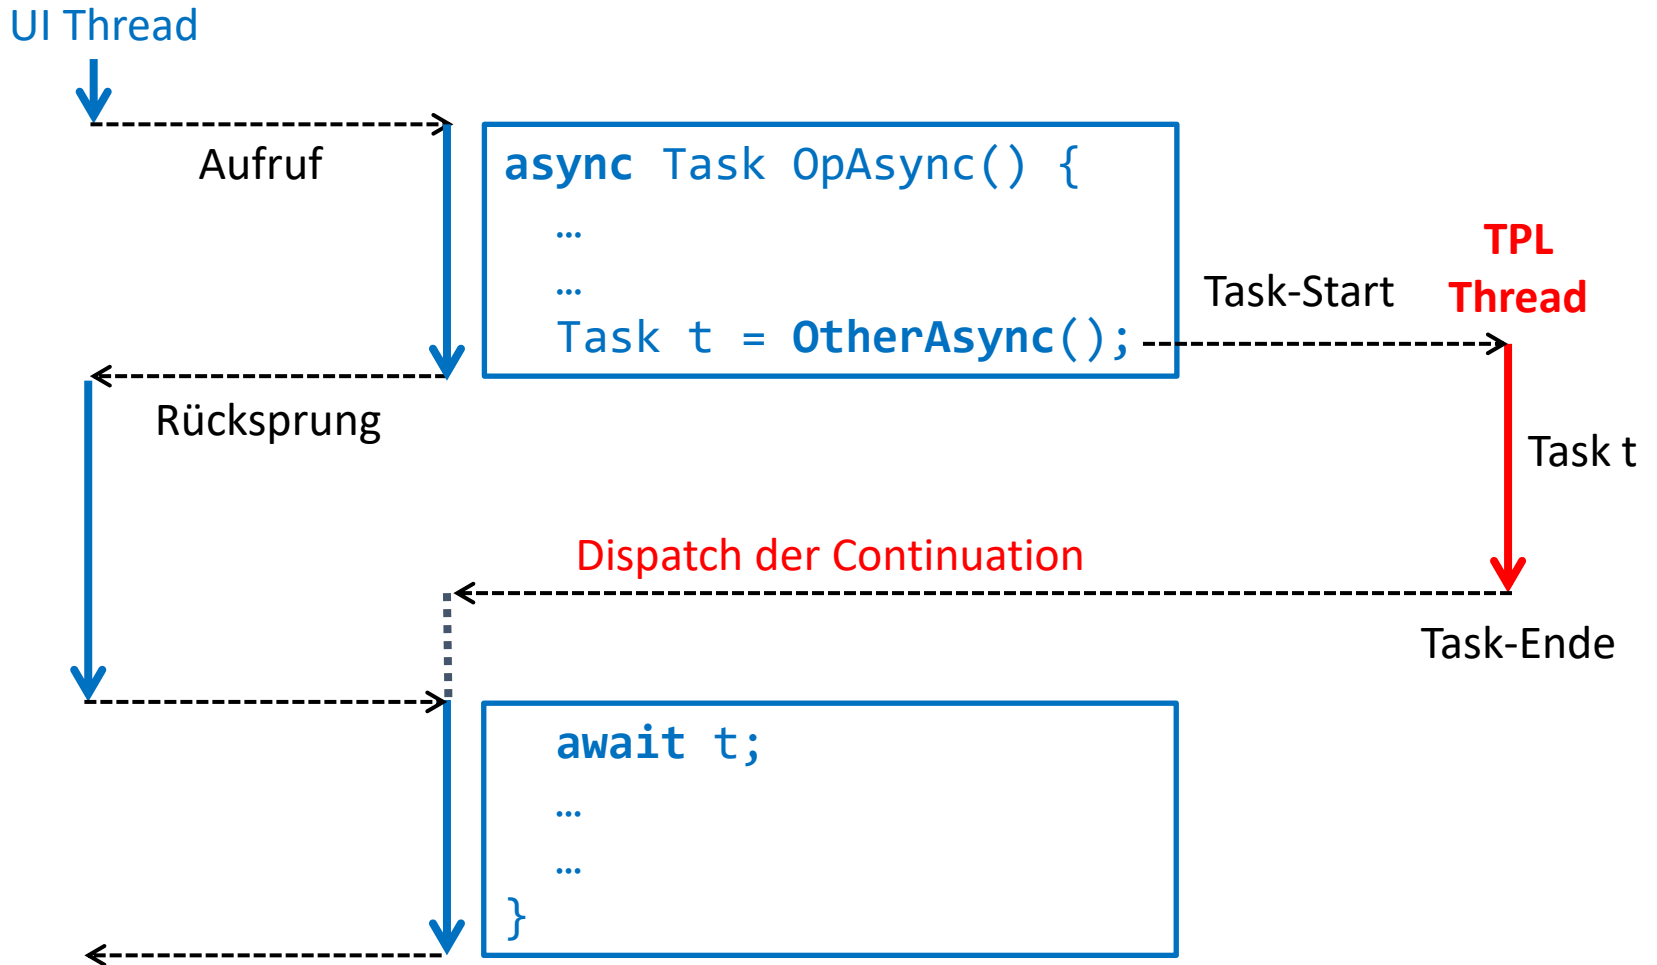 UI Thread
Aufruf
async Task OpAsync() {
…
…
Task t = OtherAsync();
Task-Start
TPL
Thread
Rücksprung
Task t
Dispatch der Continuation
Task-Ende
await t;
…
…
}